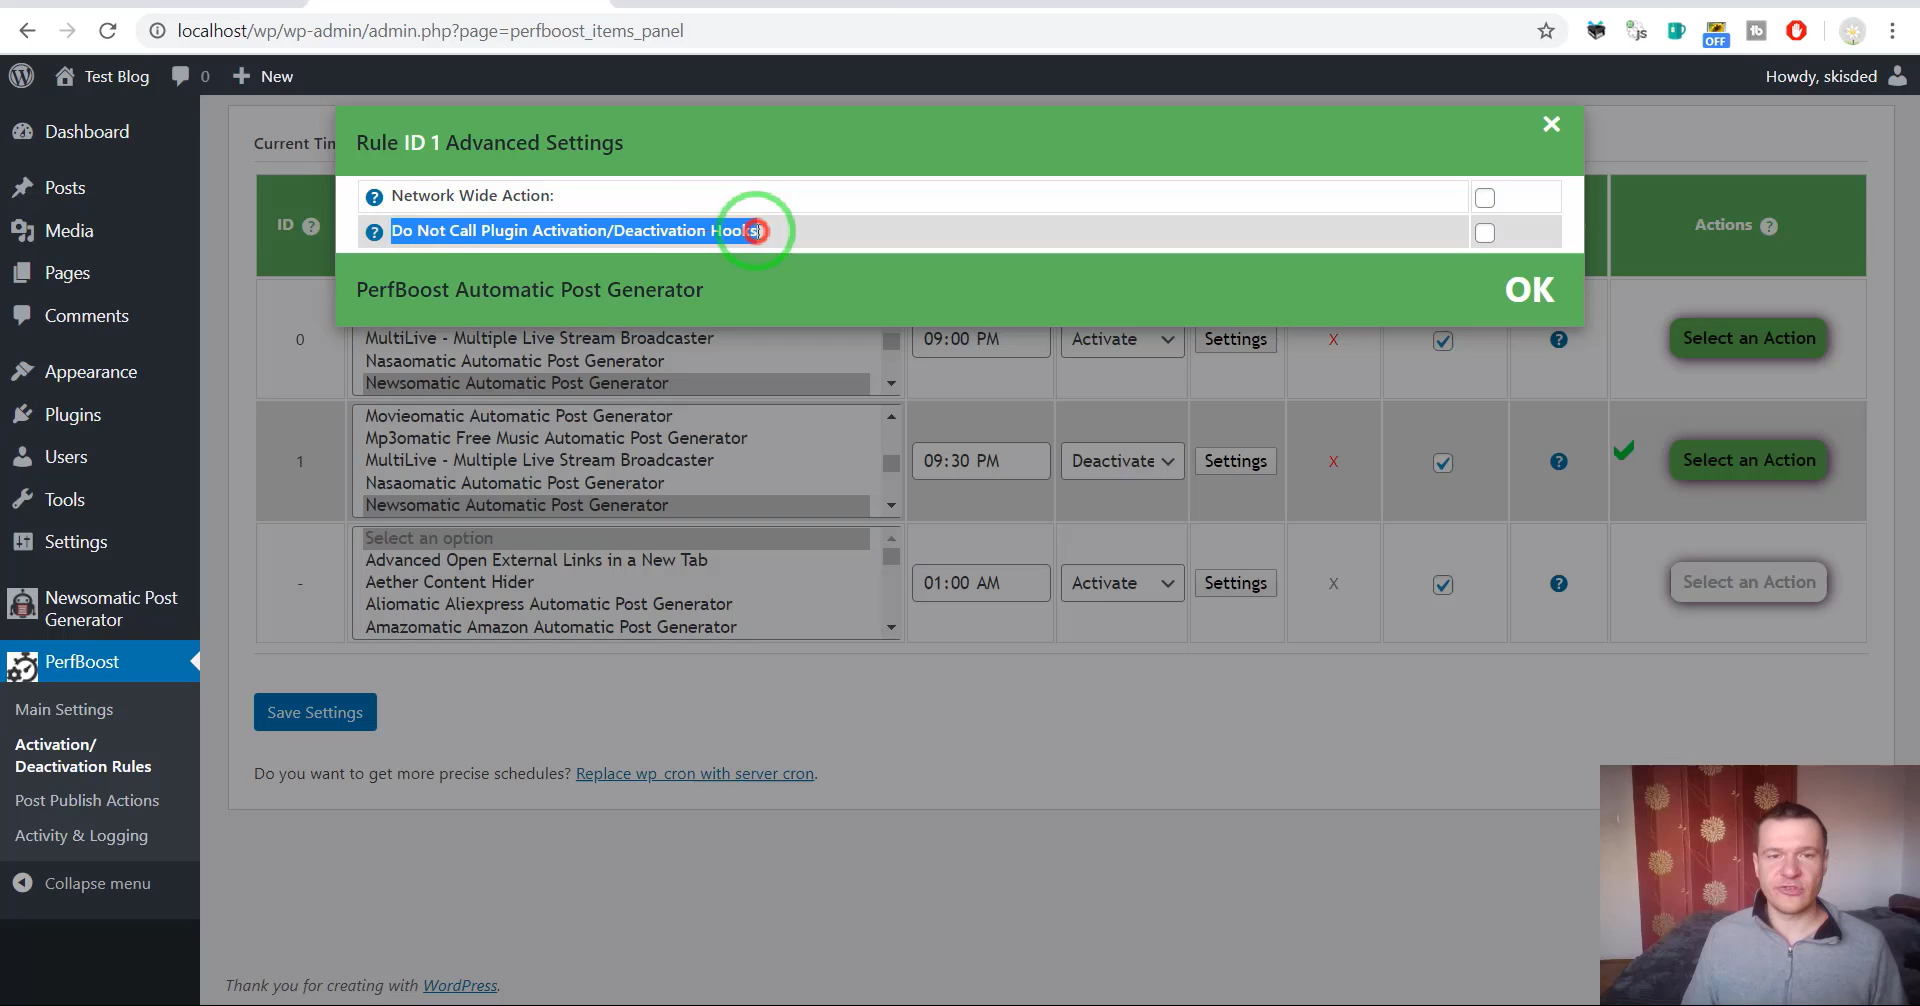 localhost/wp/wp-admin/admin.php?page=perfboost_items_panel
js
OFF
tb
Test Blog
0
New
Howdy, skisded
Dashboard
Posts
Media
Pages
Comments
Appearance
Plugins
Users
Tools
Settings
Newsomatic Post
Generator
PerfBoost
Main Settings
Activation/
Deactivation Rules
Post Publish Actions
Activity & Logging
Collapse menu
Current Tim
Rule ID 1 Advanced Settings
Network Wide Action:
Do Not Call Plugin Activation/Deactivation Hooks
PerfBoost Automatic Post Generator
OK
ID
Actions
0
MultiLive - Multiple Live Stream Broadcaster
Nasaomatic Automatic Post Generator
Newsomatic Automatic Post Generator
09:00 PM
Activate
Settings
X
Select an Action
1
Movieomatic Automatic Post Generator
Mp3omatic Free Music Automatic Post Generator
MultiLive - Multiple Live Stream Broadcaster
Nasaomatic Automatic Post Generator
Newsomatic Automatic Post Generator
09:30 PM
Deactivate
Settings
X
Select an Action
-
Select an option
Advanced Open External Links in a New Tab
Aether Content Hider
Aliomatic Aliexpress Automatic Post Generator
Amazomatic Amazon Automatic Post Generator
01:00 AM
Activate
Settings
X
Select an Action
Save Settings
Do you want to get more precise schedules? Replace wp_cron with server cron.
Thank you for creating with WordPress.